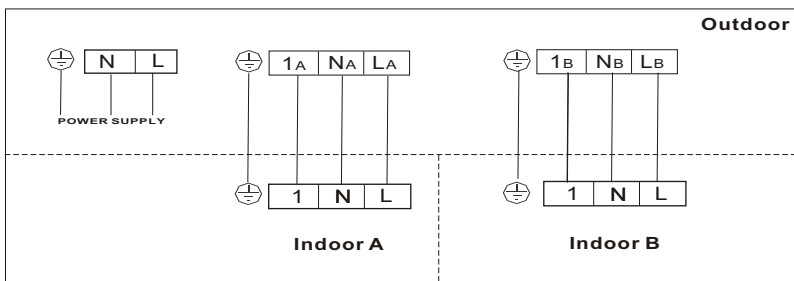 Outdoor
N L
1A NA LA
1B NB LB
POWER SUPPLY
1 N L
1 N L
Indoor A
Indoor B